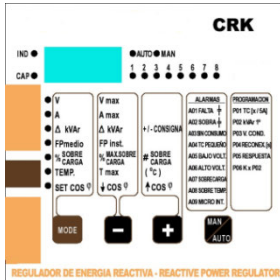 CRK
IND
AUTO MAN
CAP
1 2 3 4 5 6 7 8
V
A
Δ kVAr
FPmedio
% SOBRE CARGA
TEMP.
SET COS φ
V max
A max
Δ kVAr
FP inst.
% MAX.SOBRE CARGA
T max
COS φ
+/- CONSIGNA
# SOBRE CARGA
(°c)
COS φ
ALARMAS
A01 FALTA
A02 SOBRA
A03 SIN CONSUMO
A04 TC PEQUEÑO
A05 BAJO VOLT.
A06 ALTO VOLT.
A07 SOBRECARGA
A08 SOBRE TEMP.
A09 MICRO INT.
PROGRAMACION
P01 TC [x / 5A]
P02 kVAr 1º
P03 V. COND.
P04 RECONEX.[s]
P05 RESPUESTA
P06 K x P02
MODE
-
+
MAN
/AUTO
REGULADOR DE ENERGIA REACTIVA - REACTIVE POWER REGULATOR